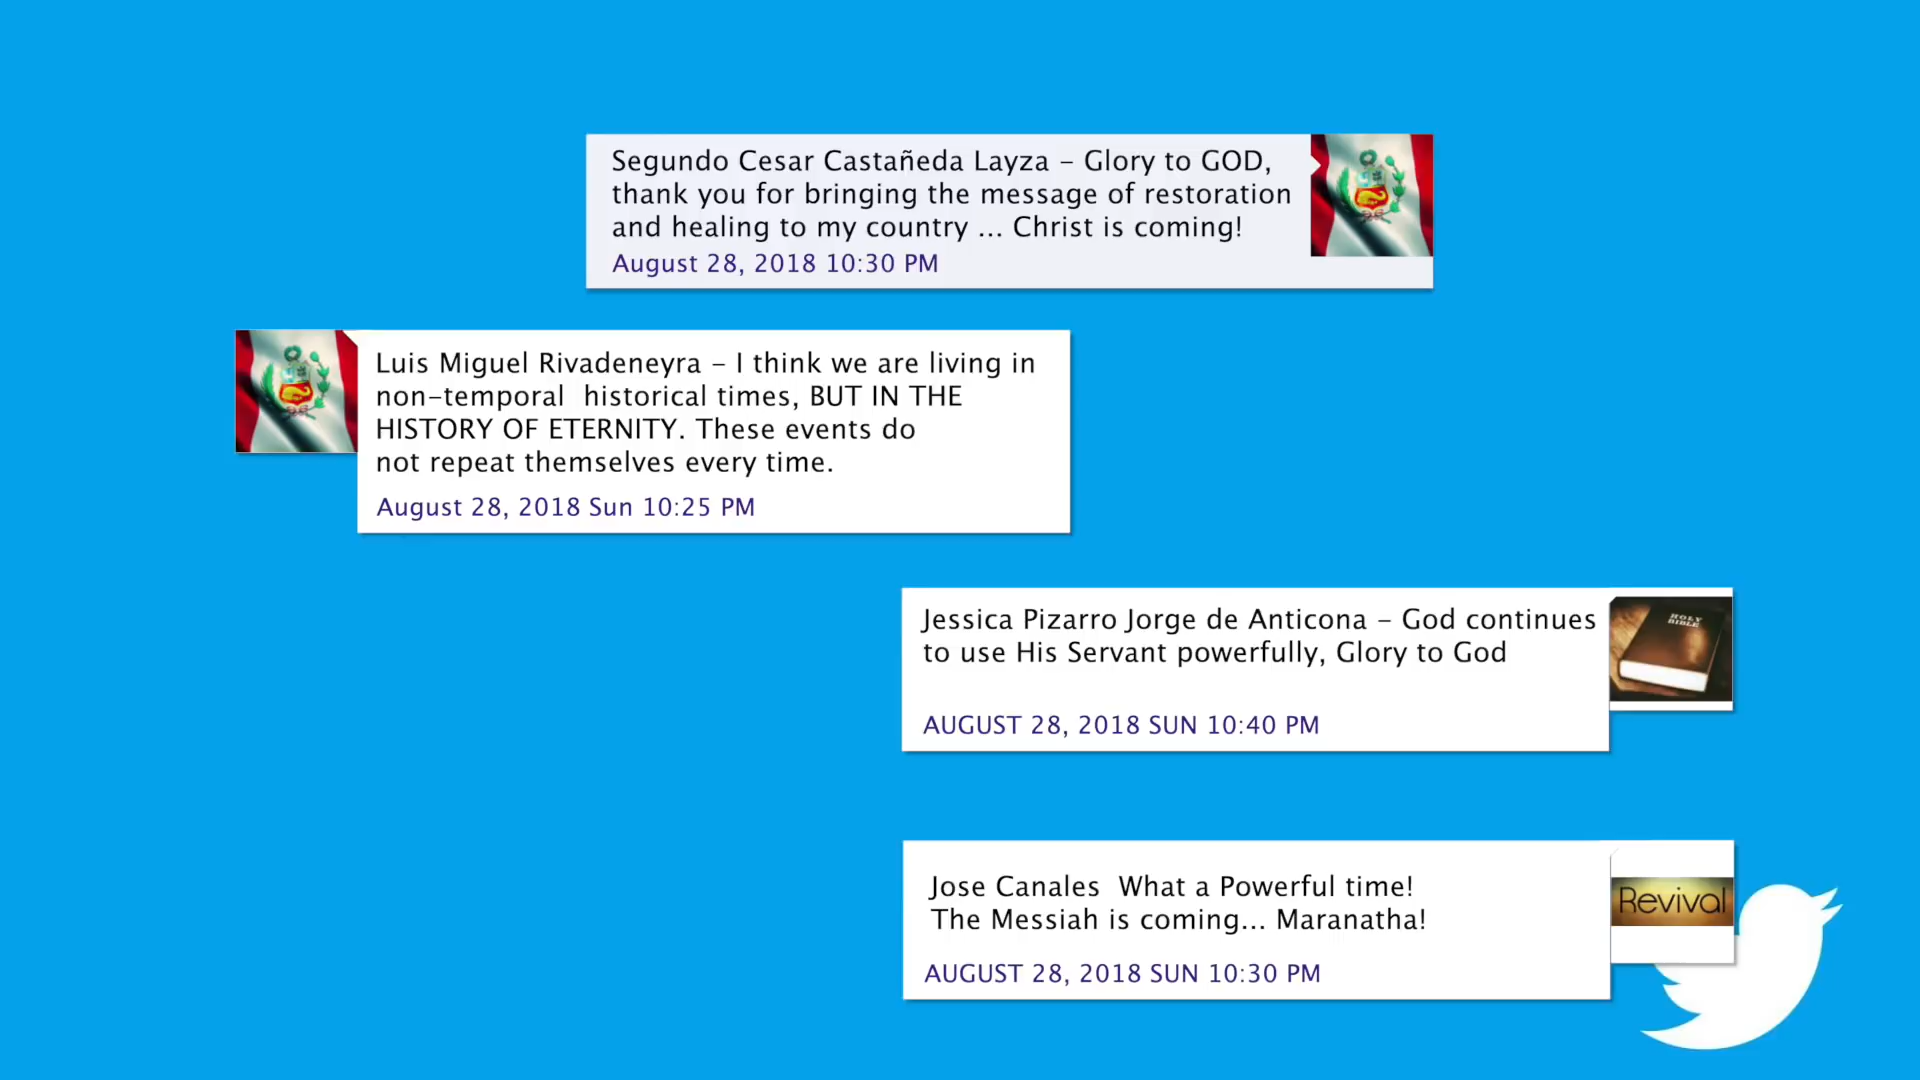 Segundo Cesar Castañeda Layza – Glory to GOD,
thank you for bringing the message of restoration
and healing to my country ... Christ is coming!
August 28, 2018 10:30 PM
Luis Miguel Rivadeneyra – I think we are living in
non–temporal historical times, BUT IN THE
HISTORY OF ETERNITY. These events do
not repeat themselves every time.
August 28, 2018 Sun 10:25 PM
Jessica Pizarro Jorge de Anticona – God continues
to use His Servant powerfully, Glory to God
AUGUST 28, 2018 SUN 10:40 PM
HOLY
BIBLE
Jose Canales What a Powerful time!
The Messiah is coming... Maranatha!
AUGUST 28, 2018 SUN 10:30 PM
Revival